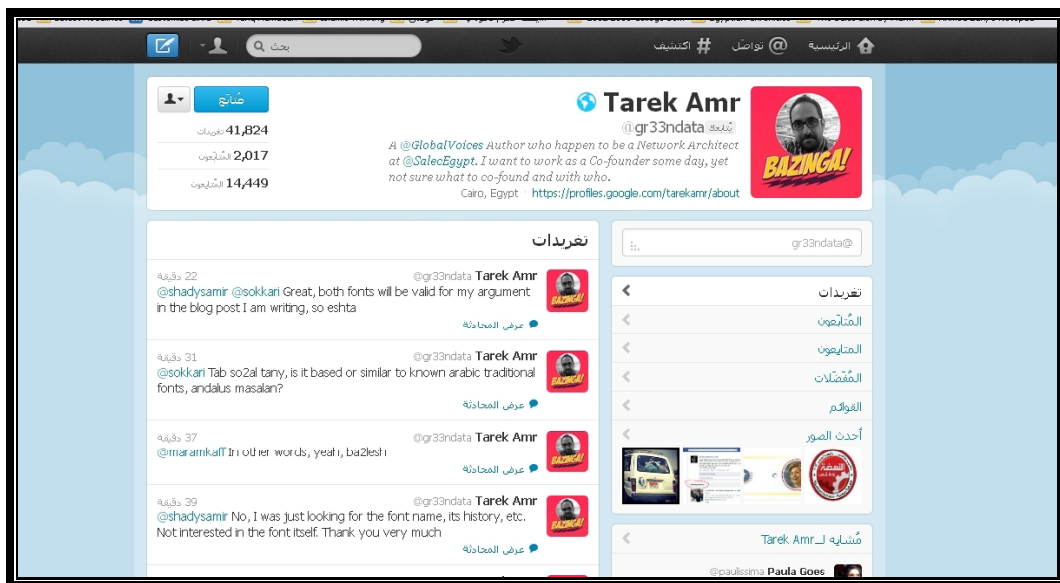 الرئيسية
@ تواصل
# اكتشف
بحث
Tarek Amr
@gr33ndata يُتابعك
A @GlobalVoices Author who happen to be a Network Architect
at @SalecEgypt. I want to work as a Co-founder some day, yet
not sure what to co-found and with who.
Cairo, Egypt · https://profiles.google.com/tarekamr/about
BAZINGA!
مُتابَع
41,824 تغريدات
2,017 المُتابَعون
14,449 المُتابِعون
@gr33ndata
تغريدات
المُتابَعون
المتابعون
المُفَضّلات
القوائم
أحدث الصور
مُشابه لـ Tarek Amr
@paulissima Paula Goes
تغريدات
@gr33ndata Tarek Amr
22 دقيقة
@shadysamir @sokkari Great, both fonts will be valid for my argument
in the blog post I am writing, so eshta
عرض المحادثة
@gr33ndata Tarek Amr
31 دقيقة
@sokkari Tab so2al tany, is it based or similar to known arabic traditional
fonts, andalus masalan?
عرض المحادثة
@gr33ndata Tarek Amr
37 دقيقة
@maramkaff In other words, yeah, ba2lesh
عرض المحادثة
@gr33ndata Tarek Amr
39 دقيقة
@shadysamir No, I was just looking for the font name, its history, etc.
Not interested in the font itself. Thank you very much
عرض المحادثة